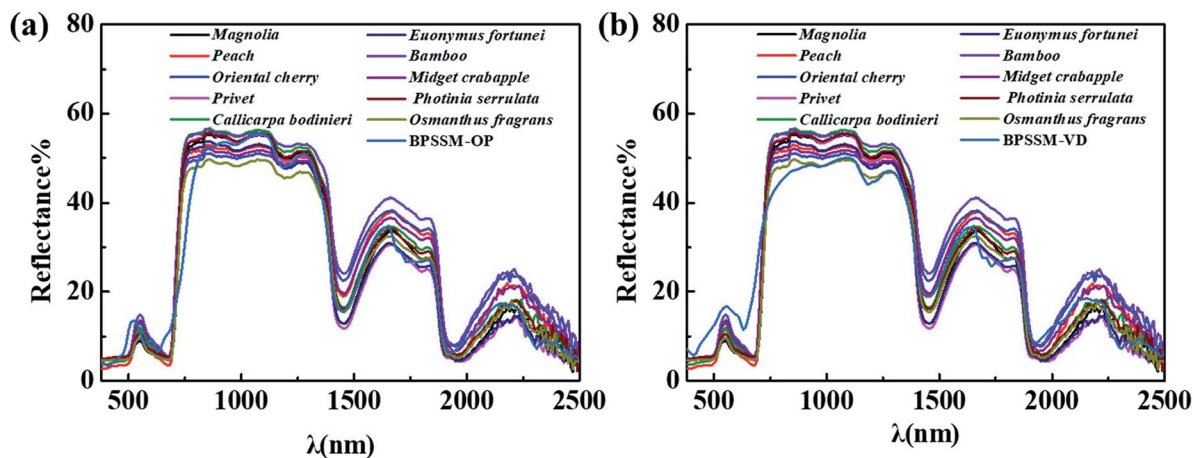 (a)
80
60
40
20
0
Reflectance%
Magnolia
Peach
Oriental cherry
Privet
Callicarpa bodinieri
Euonymus fortunei
Bamboo
Midget crabapple
Photinia serrulata
Osmanthus fragrans
BPSSM-OP
500 1000 1500 2000 2500
λ(nm)
(b)
80
60
40
20
0
Reflectance%
Magnolia
Peach
Oriental cherry
Privet
Callicarpa bodinieri
Euonymus fortunei
Bamboo
Midget crabapple
Photinia serrulata
Osmanthus fragrans
BPSSM-VD
500 1000 1500 2000 2500
λ(nm)